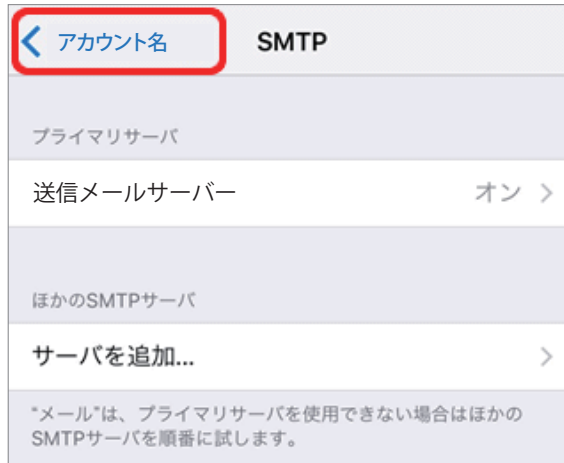 アカウント名 SMTP
プライマリサーバ
送信メールサーバー オン
ほかのSMTPサーバ
サーバを追加...
“メール”は、プライマリサーバを使用できない場合はほかの
SMTPサーバを順番に試します。